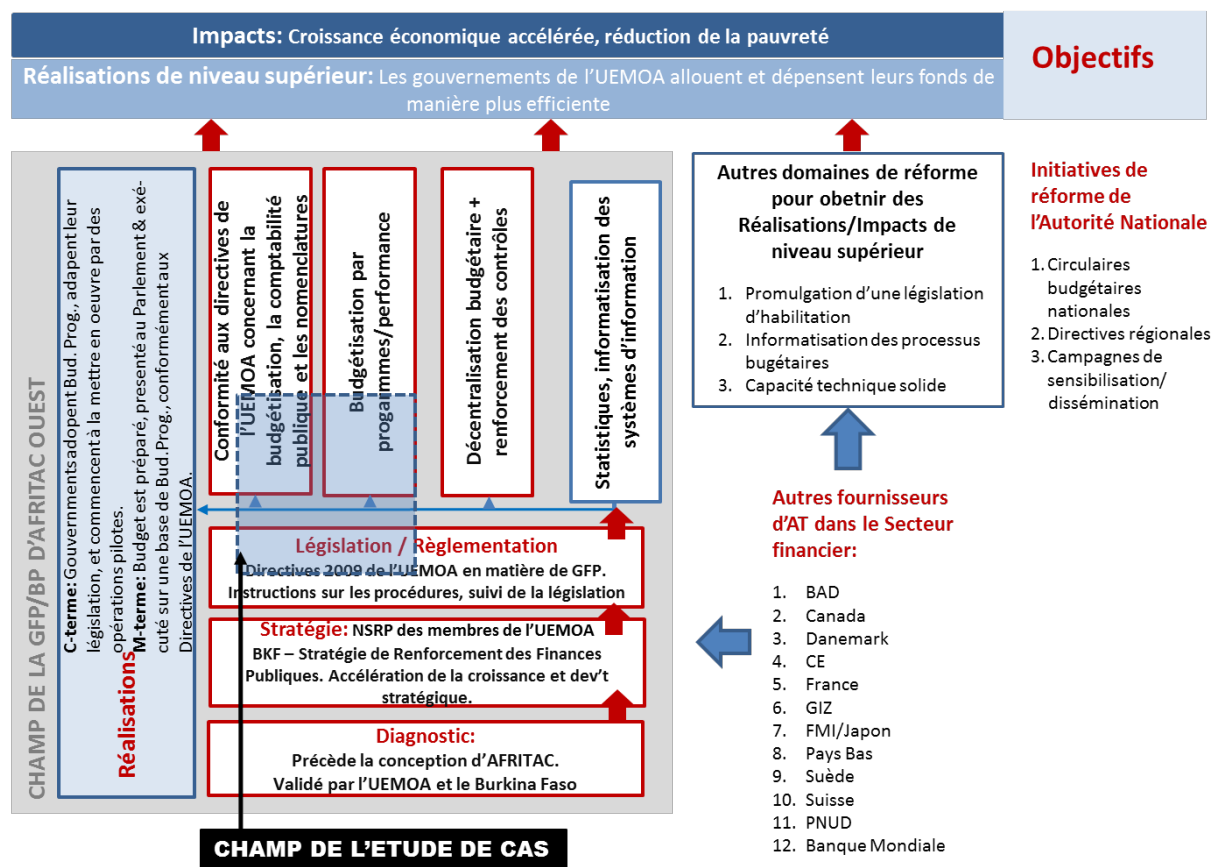 Impacts: Croissance économique accélérée, réduction de la pauvreté
Réalisations de niveau supérieur: Les gouvernements de l'UEMOA allouent et dépensent leurs fonds de
manière plus efficiente
Objectifs
CHAMP DE LA GFP/BP D'AFRITAC OUEST
C-terme: Gouvernments adopent Bud. Prog., adapent leur
législation, et commencent à la mettre en oeuvre par des
opérations pilotes.
M-terme: Budget est préparé, presenté au Parlement & exé-
cuté sur une base de Bud. Prog., conformément aux
Directives de l'UEMOA.
Réalisations
Conformité aux directives de
l'UEMOA concernant la
budgétisation, la comptabilité
publique et les nomendatures
Budgétisation par
progammes/performance
Décentralisation budgétaire +
renforcement des contrôles
Statistiques, informatisation des
systèmes d'information
Législation / Règlementation
Directives 2009 de l'UEMOA en matière de GFP.
Instructions sur les procédures, suivi de la législation
Stratégie: NSRP des membres de l'UEMOA
BKF – Stratégie de Renforcement des Finances
Publiques. Accélération de la croissance et dev't
stratégique.
Diagnostic:
Précède la conception d'AFRITAC.
Validé par l'UEMOA et le Burkina Faso
CHAMP DE L'ETUDE DE CAS
Autres domaines de réforme
pour obetnir des
Réalisations/Impacts de
niveau supérieur
1. Promulgation d'une législation
d'habilitation
2. Informatisation des processus
bugétaires
3. Capacité technique solide
Initiatives de
réforme de
l'Autorité Nationale
1. Circulaires
budgétaires
nationales
2. Directives régionales
3. Campagnes de
sensibilisation/
dissémination
Autres fournisseurs
d'AT dans le Secteur
financier:
1. BAD
2. Canada
3. Danemark
4. CE
5. France
6. GIZ
7. FMI/Japon
8. Pays Bas
9. Suède
10. Suisse
11. PNUD
12. Banque Mondiale